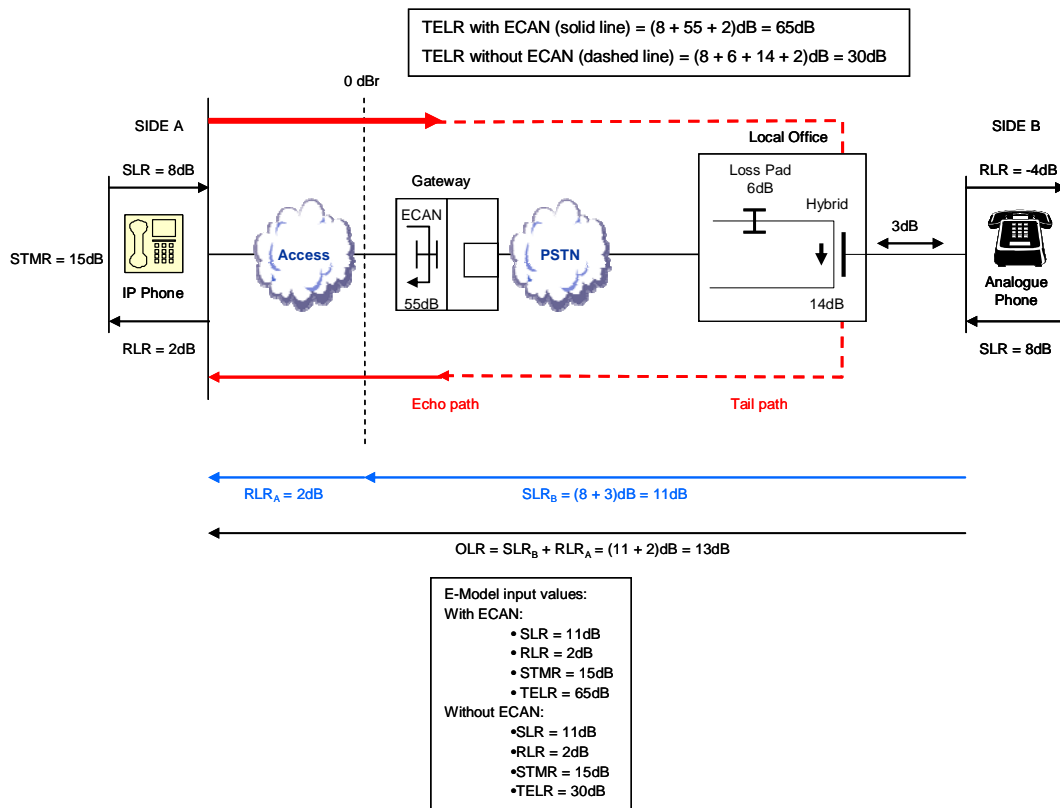 TELR with ECAN (solid line) = (8 + 55 + 2)dB = 65dB
TELR without ECAN (dashed line) = (8 + 6 + 14 + 2)dB = 30dB
0 dBr
SIDE A
SIDE B
Local Office
SLR = 8dB
Gateway
Loss Pad
6dB
RLR = -4dB
ECAN
Hybrid
3dB
Access
PSTN
STMR = 15dB
IP Phone
55dB
14dB
Analogue
Phone
RLR = 2dB
SLR = 8dB
Echo path
Tail path
RLRA = 2dB
SLRB = (8 + 3)dB = 11dB
OLR = SLRB + RLRA = (11 + 2)dB = 13dB
E-Model input values:
With ECAN:
• SLR = 11dB
• RLR = 2dB
• STMR = 15dB
• TELR = 65dB
Without ECAN:
•SLR = 11dB
•RLR = 2dB
•STMR = 15dB
•TELR = 30dB